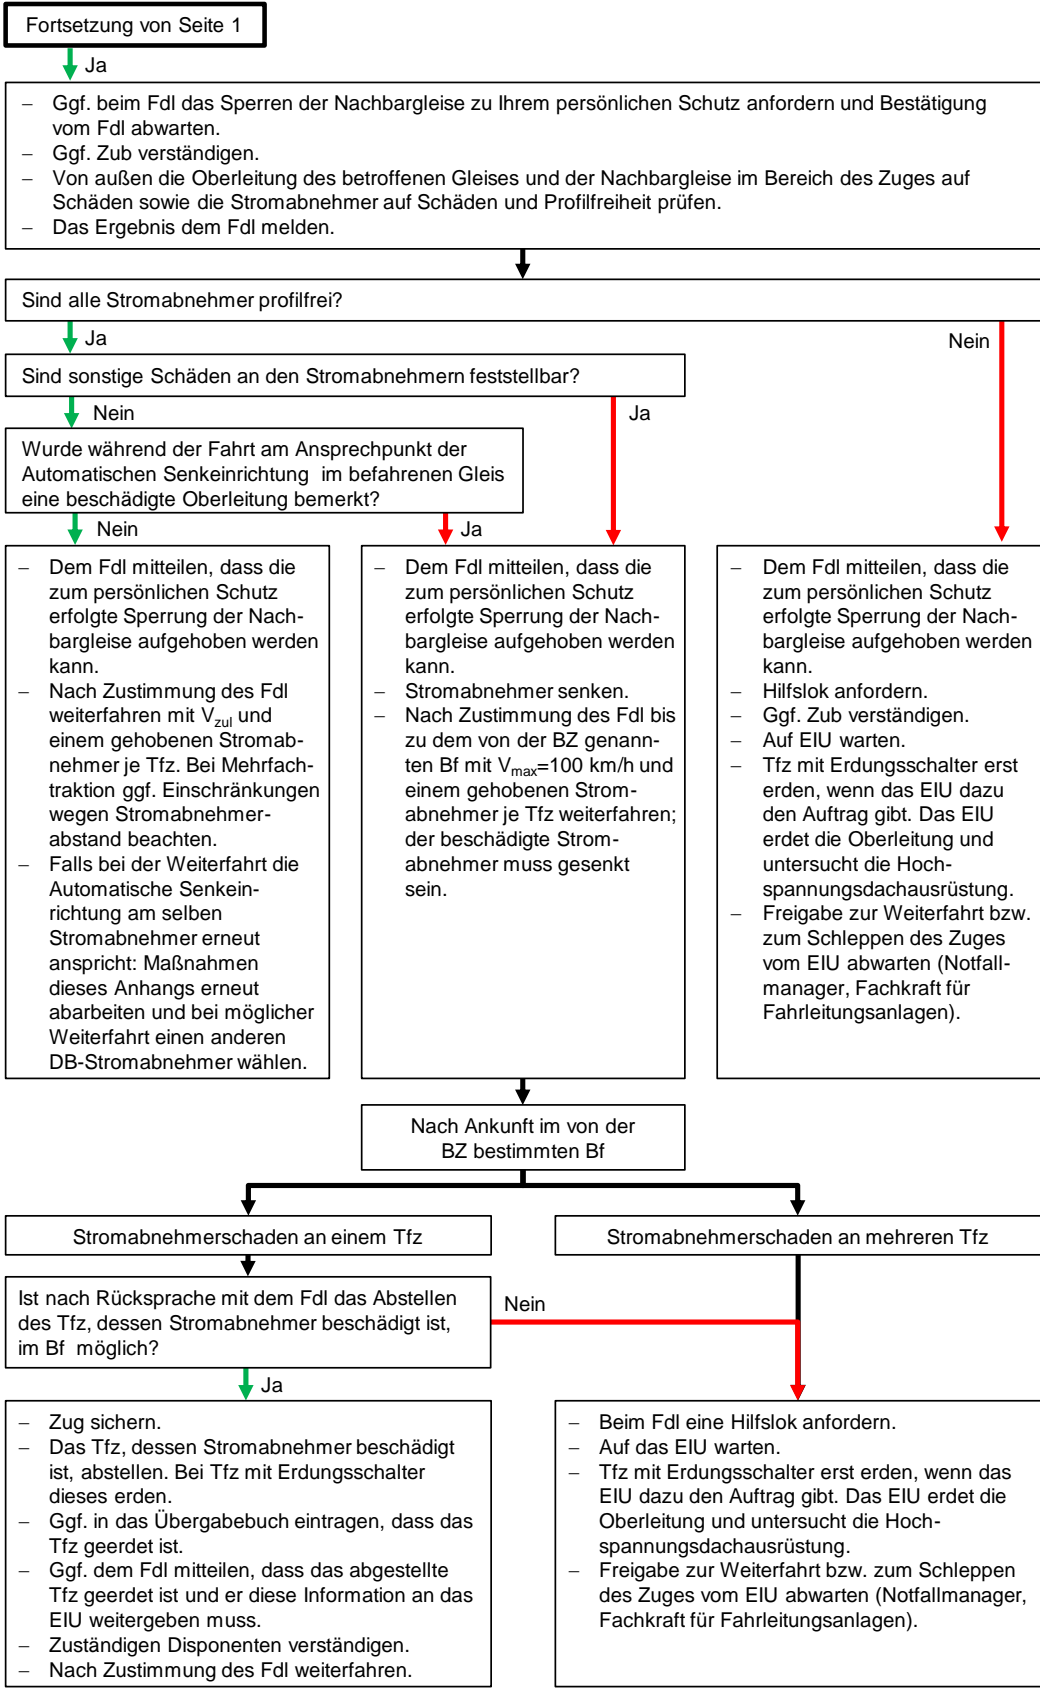 Fortsetzung von Seite 1
Ja
– Ggf. beim Fdl das Sperren der Nachbargleise zu Ihrem persönlichen Schutz anfordern und Bestätigung
vom Fdl abwarten.
– Ggf. Zub verständigen.
– Von außen die Oberleitung des betroffenen Gleises und der Nachbargleise im Bereich des Zuges auf
Schäden sowie die Stromabnehmer auf Schäden und Profilfreiheit prüfen.
– Das Ergebnis dem Fdl melden.
Sind alle Stromabnehmer profilfrei?
Ja
Nein
Sind sonstige Schäden an den Stromabnehmern feststellbar?
Nein
Ja
Wurde während der Fahrt am Ansprechpunkt der
Automatischen Senkeinrichtung im befahrenen Gleis
eine beschädigte Oberleitung bemerkt?
Nein
Ja
– Dem Fdl mitteilen, dass die
zum persönlichen Schutz
erfolgte Sperrung der Nach-
bargleise aufgehoben werden
kann.
– Nach Zustimmung des Fdl
weiterfahren mit Vzul und
einem gehobenen Stromab-
nehmer je Tfz. Bei Mehrfach-
traktion ggf. Einschränkungen
wegen Stromabnehmer-
abstand beachten.
– Falls bei der Weiterfahrt die
Automatische Senkein-
richtung am selben
Stromabnehmer erneut
anspricht: Maßnahmen
dieses Anhangs erneut
abarbeiten und bei möglicher
Weiterfahrt einen anderen
DB-Stromabnehmer wählen.
– Dem Fdl mitteilen, dass die
zum persönlichen Schutz
erfolgte Sperrung der Nach-
bargleise aufgehoben werden
kann.
– Stromabnehmer senken.
– Nach Zustimmung des Fdl bis
zu dem von der BZ genann-
ten Bf mit Vmax=100 km/h und
einem gehobenen Strom-
abnehmer je Tfz weiterfahren;
der beschädigte Strom-
abnehmer muss gesenkt
sein.
– Dem Fdl mitteilen, dass die
zum persönlichen Schutz
erfolgte Sperrung der Nach-
bargleise aufgehoben werden
kann.
– Hilfslok anfordern.
– Ggf. Zub verständigen.
– Auf EIU warten.
– Tfz mit Erdungsschalter erst
erden, wenn das EIU dazu
den Auftrag gibt. Das EIU
erdet die Oberleitung und
untersucht die Hoch-
spannungsdachausrüstung.
– Freigabe zur Weiterfahrt bzw.
zum Schleppen des Zuges
vom EIU abwarten (Notfall-
manager, Fachkraft für
Fahrleitungsanlagen).
Nach Ankunft im von der
BZ bestimmten Bf
Stromabnehmerschaden an einem Tfz
Stromabnehmerschaden an mehreren Tfz
Ist nach Rücksprache mit dem Fdl das Abstellen
des Tfz, dessen Stromabnehmer beschädigt ist,
im Bf möglich?
Nein
Ja
– Zug sichern.
– Das Tfz, dessen Stromabnehmer beschädigt
ist, abstellen. Bei Tfz mit Erdungsschalter
dieses erden.
– Ggf. in das Übergabebuch eintragen, dass das
Tfz geerdet ist.
– Ggf. dem Fdl mitteilen, dass das abgestellte
Tfz geerdet ist und er diese Information an das
EIU weitergeben muss.
– Zuständigen Disponenten verständigen.
– Nach Zustimmung des Fdl weiterfahren.
– Beim Fdl eine Hilfslok anfordern.
– Auf das EIU warten.
– Tfz mit Erdungsschalter erst erden, wenn das
EIU dazu den Auftrag gibt. Das EIU erdet die
Oberleitung und untersucht die Hoch-
spannungsdachausrüstung.
– Freigabe zur Weiterfahrt bzw. zum Schleppen
des Zuges vom EIU abwarten (Notfallmanager,
Fachkraft für Fahrleitungsanlagen).